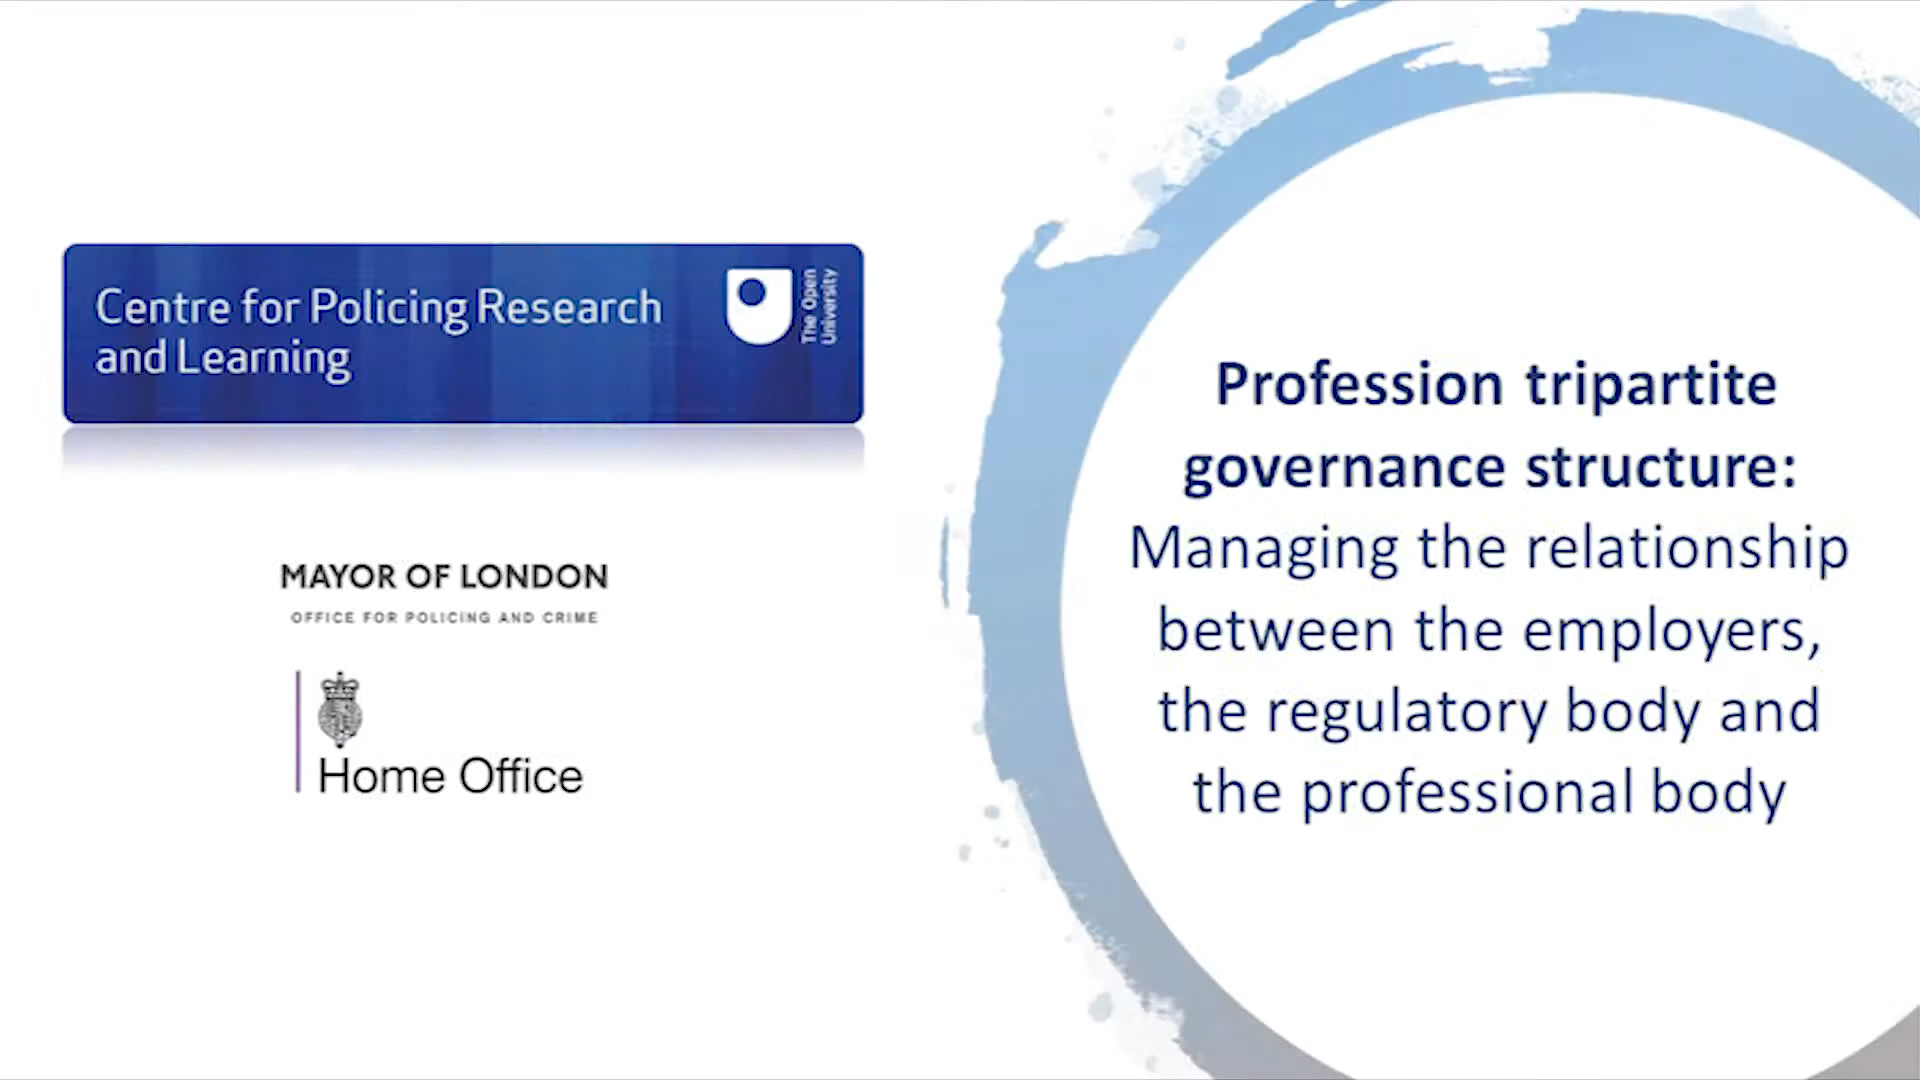 Centre for Policing Research
and Learning
The Open
University
MAYOR OF LONDON
OFFICE FOR POLICING AND CRIME
Home Office
Profession tripartite
governance structure:
Managing the relationship
between the employers,
the regulatory body and
the professional body